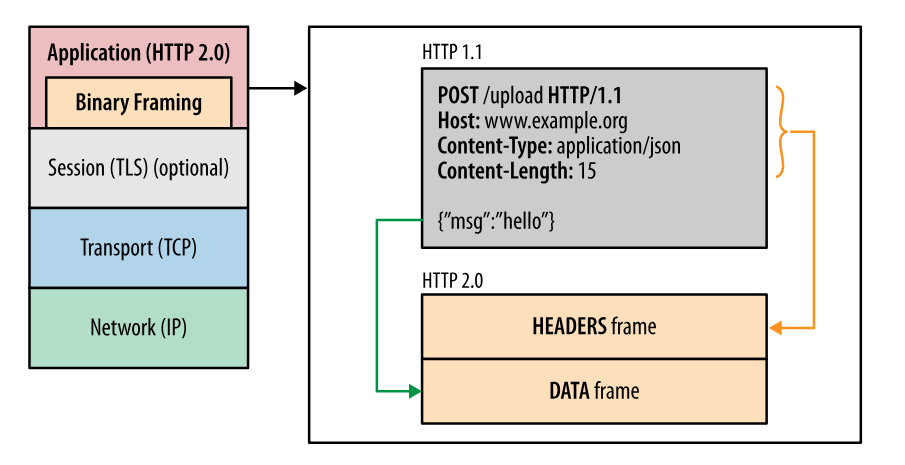 Application (HTTP 2.0)
Binary Framing
Session (TLS) (optional)
Transport (TCP)
Network (IP)
HTTP 1.1
POST /upload HTTP/1.1
Host: www.example.org
Content-Type: application/json
Content-Length: 15
{”msg”:”hello”}
HTTP 2.0
HEADERS frame
DATA frame